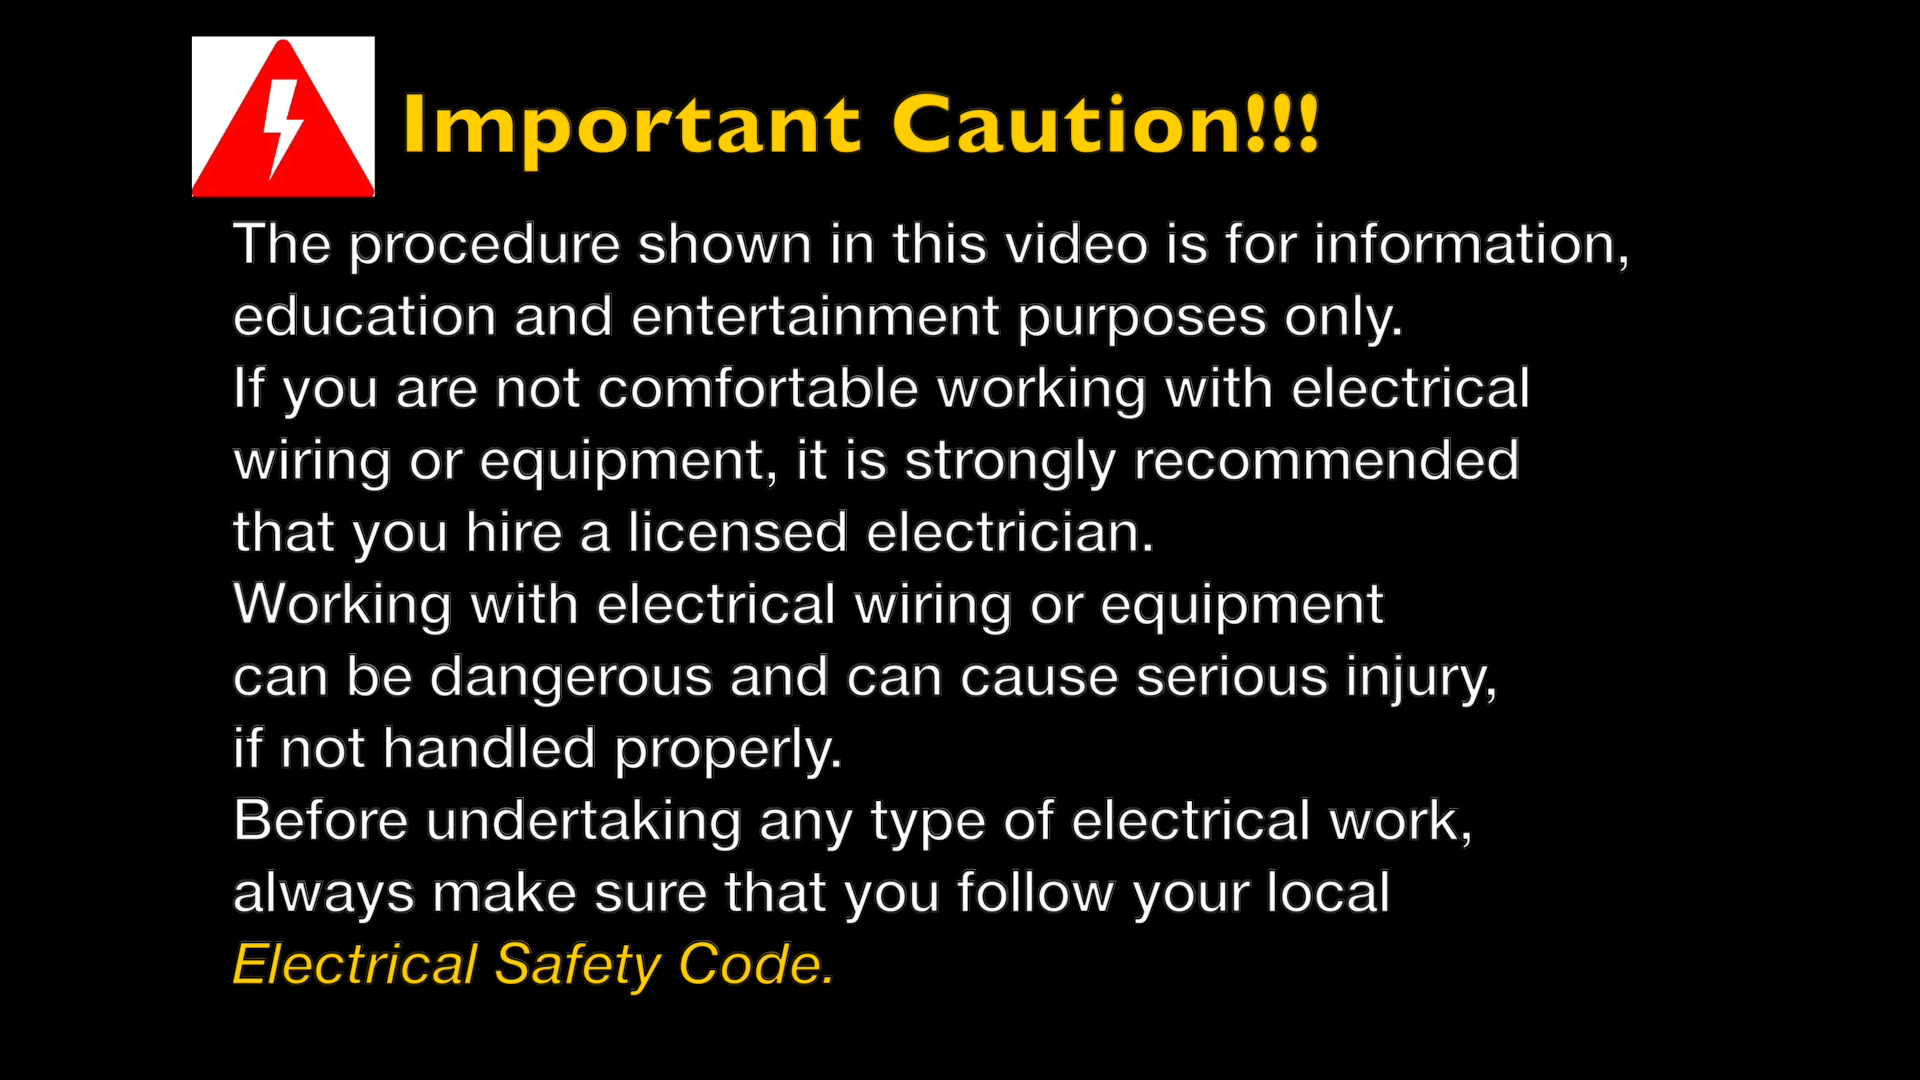 Important Caution!!!
The procedure shown in this video is for information,
education and entertainment purposes only.
If you are not comfortable working with electrical
wiring or equipment, it is strongly recommended
that you hire a licensed electrician.
Working with electrical wiring or equipment
can be dangerous and can cause serious injury,
if not handled properly.
Before undertaking any type of electrical work,
always make sure that you follow your local
Electrical Safety Code.